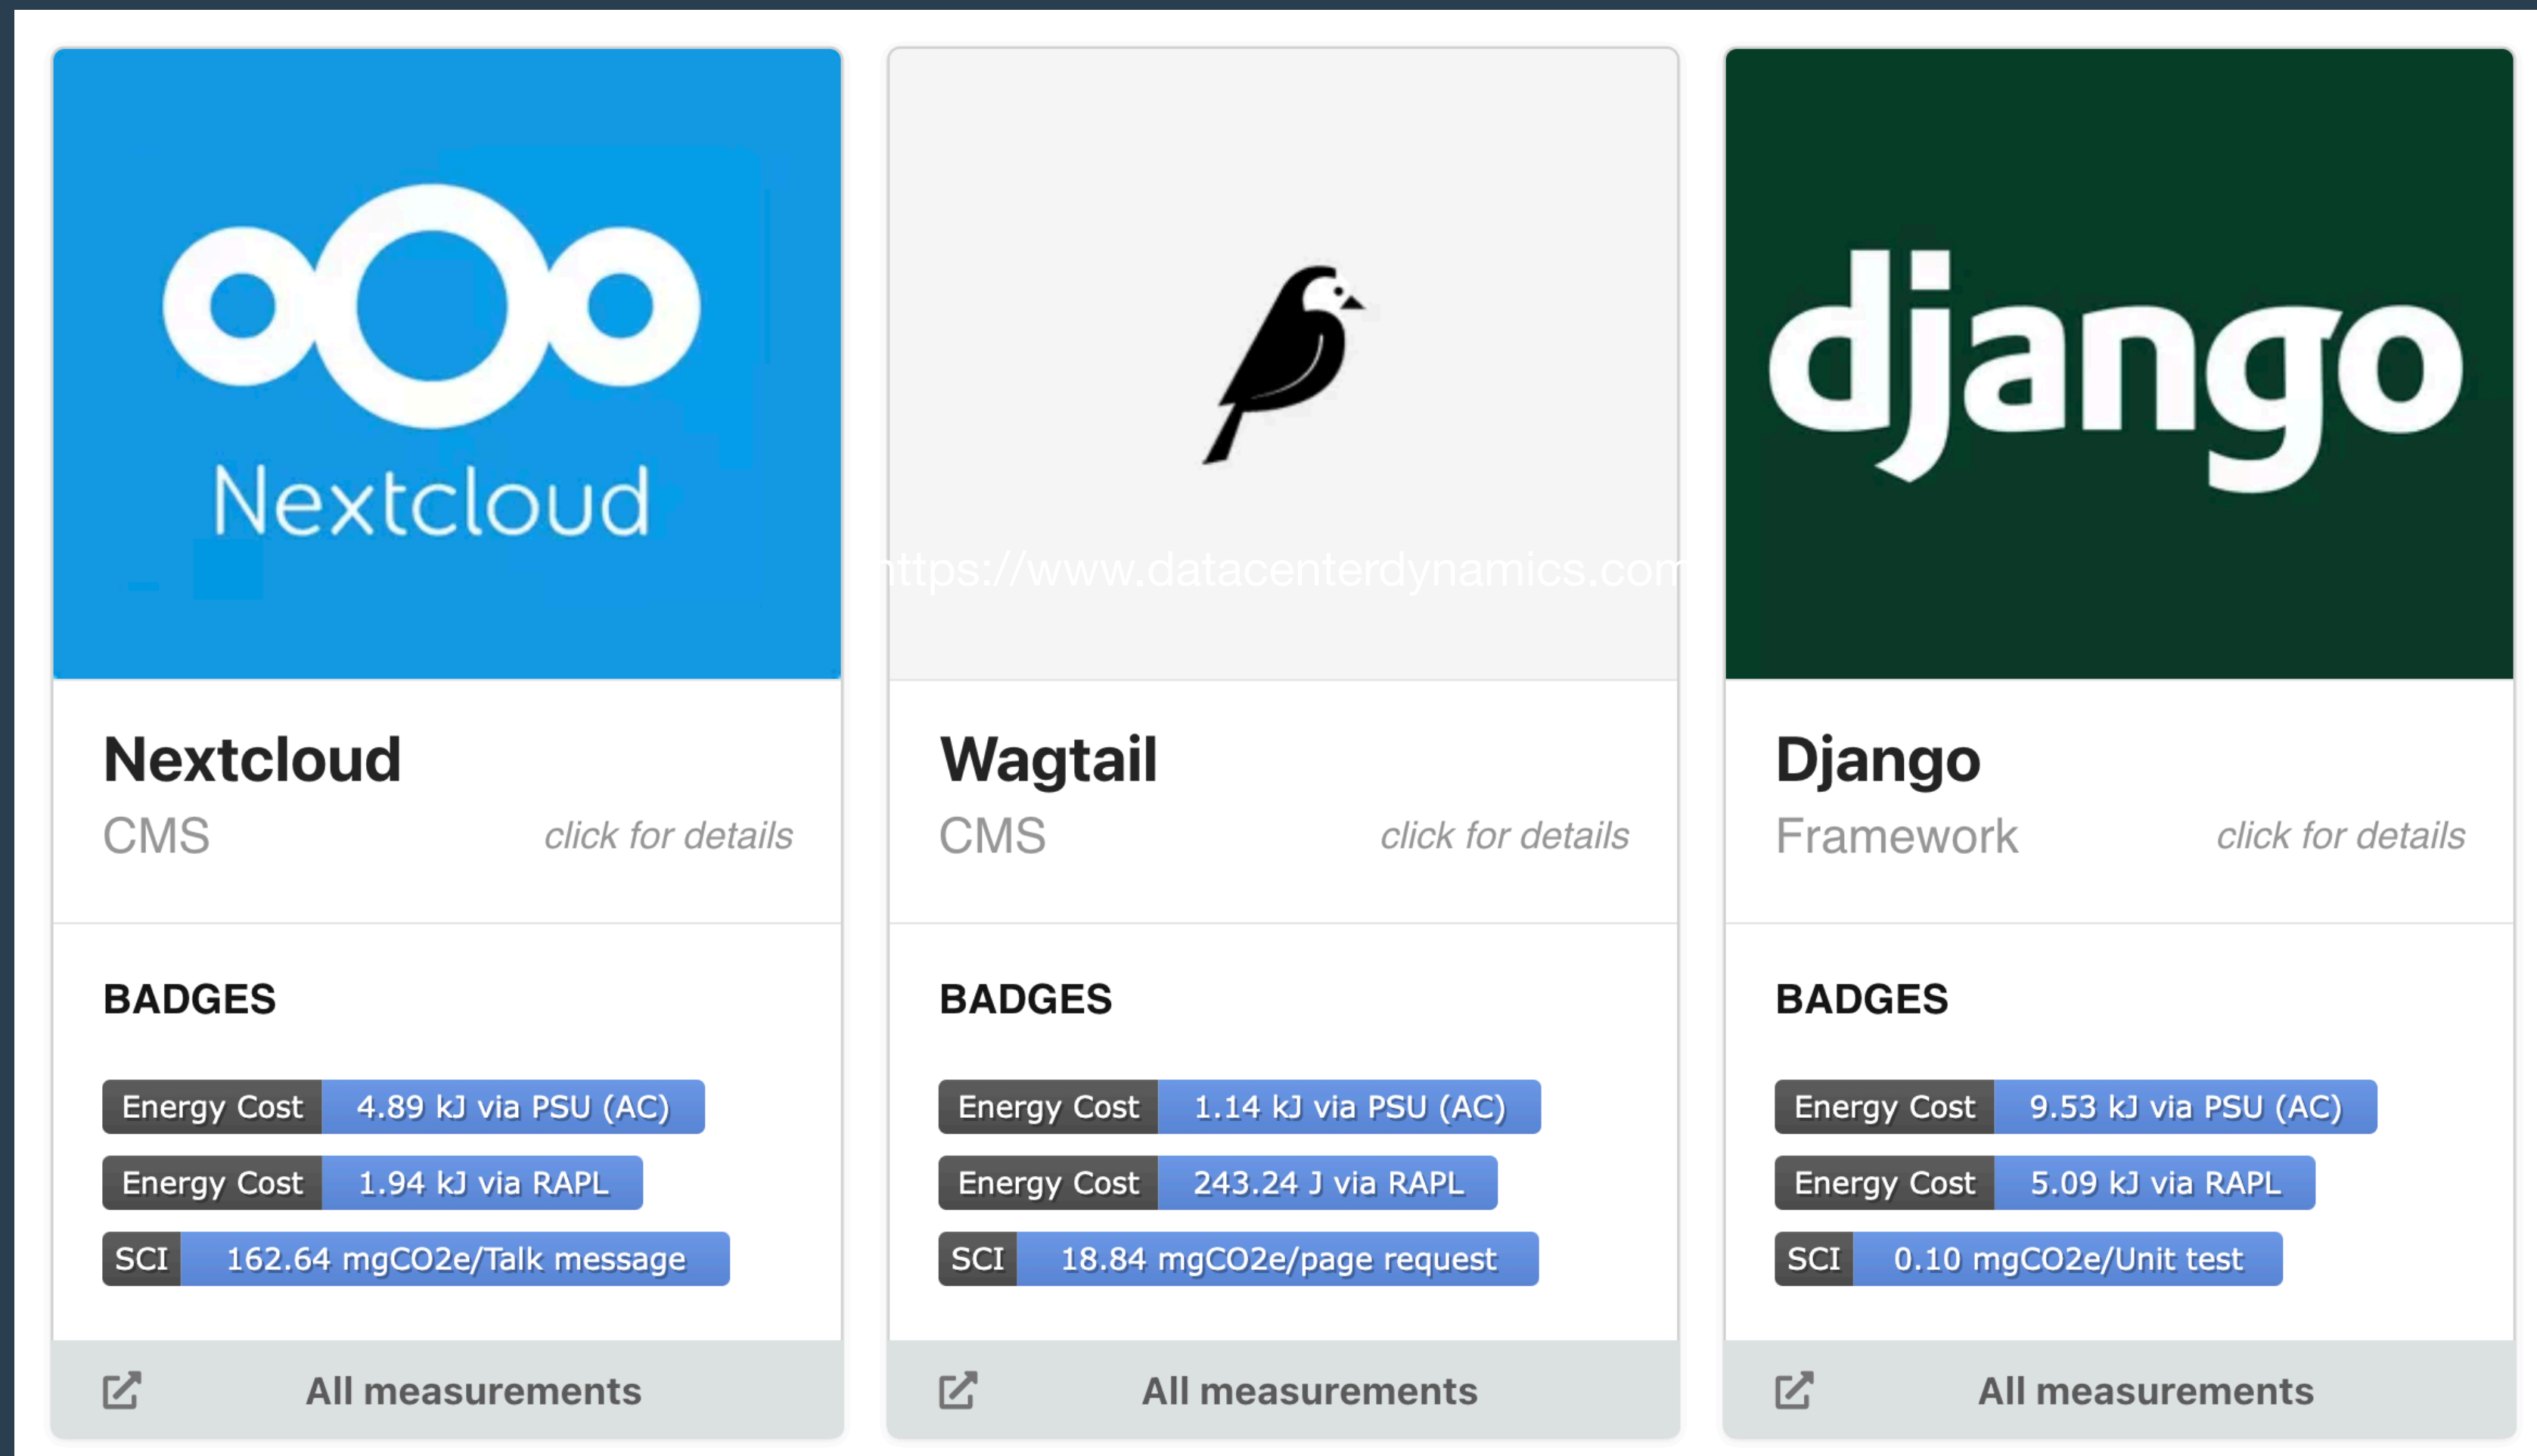 Nextcloud
Nextcloud
CMS click for details
BADGES
Energy Cost 4.89 kJ via PSU (AC)
Energy Cost 1.94 kJ via RAPL
SCI 162.64 mgCO2e/Talk message
All measurements
https://www.datacenterdynamics.com
Wagtail
CMS click for details
BADGES
Energy Cost 1.14 kJ via PSU (AC)
Energy Cost 243.24 J via RAPL
SCI 18.84 mgCO2e/page request
All measurements
django
Django
Framework click for details
BADGES
Energy Cost 9.53 kJ via PSU (AC)
Energy Cost 5.09 kJ via RAPL
SCI 0.10 mgCO2e/Unit test
All measurements